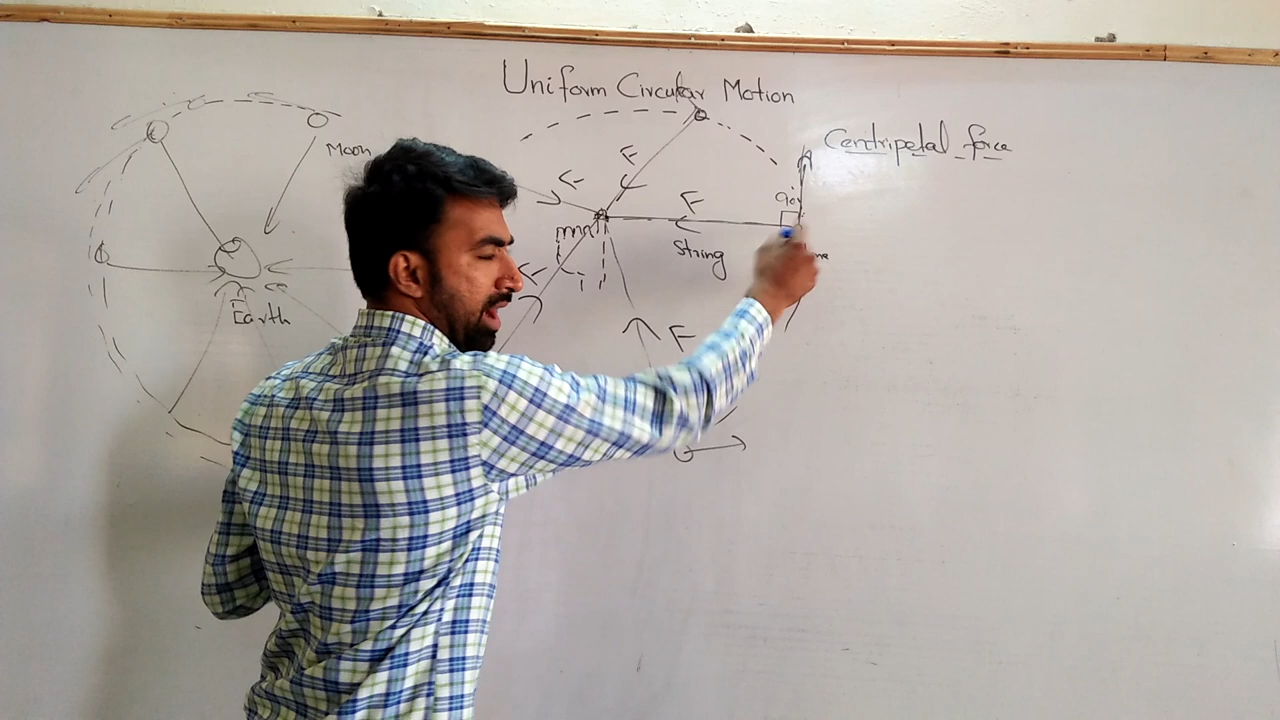 Uniform Circular Motion
Centripetal force
Moon
F
F
F
90°
String
Earth
F